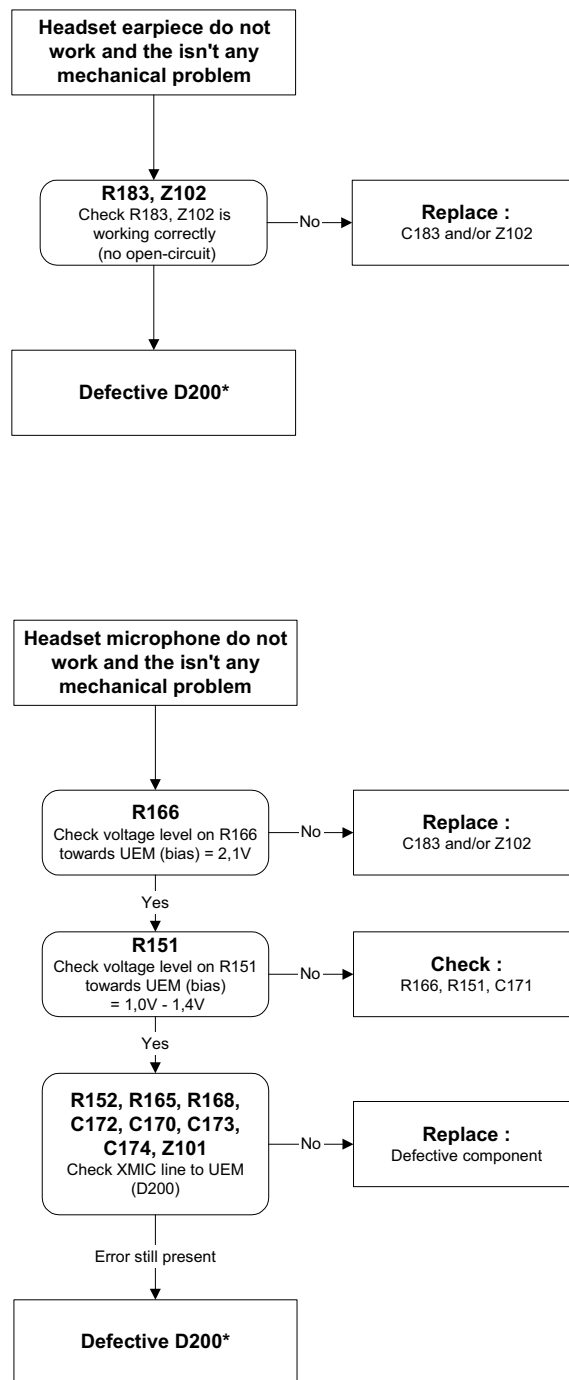 Headset earpiece do not
work and the isn't any
mechanical problem
R183, Z102
Check R183, Z102 is
working correctly
(no open-circuit)
No
Replace :
C183 and/or Z102
Defective D200*
Headset microphone do not
work and the isn't any
mechanical problem
R166
Check voltage level on R166
towards UEM (bias) = 2,1V
No
Replace :
C183 and/or Z102
Yes
R151
Check voltage level on R151
towards UEM (bias)
= 1,0V - 1,4V
No
Check :
R166, R151, C171
Yes
R152, R165, R168,
C172, C170, C173,
C174, Z101
Check XMIC line to UEM
(D200)
No
Replace :
Defective component
Error still present
Defective D200*